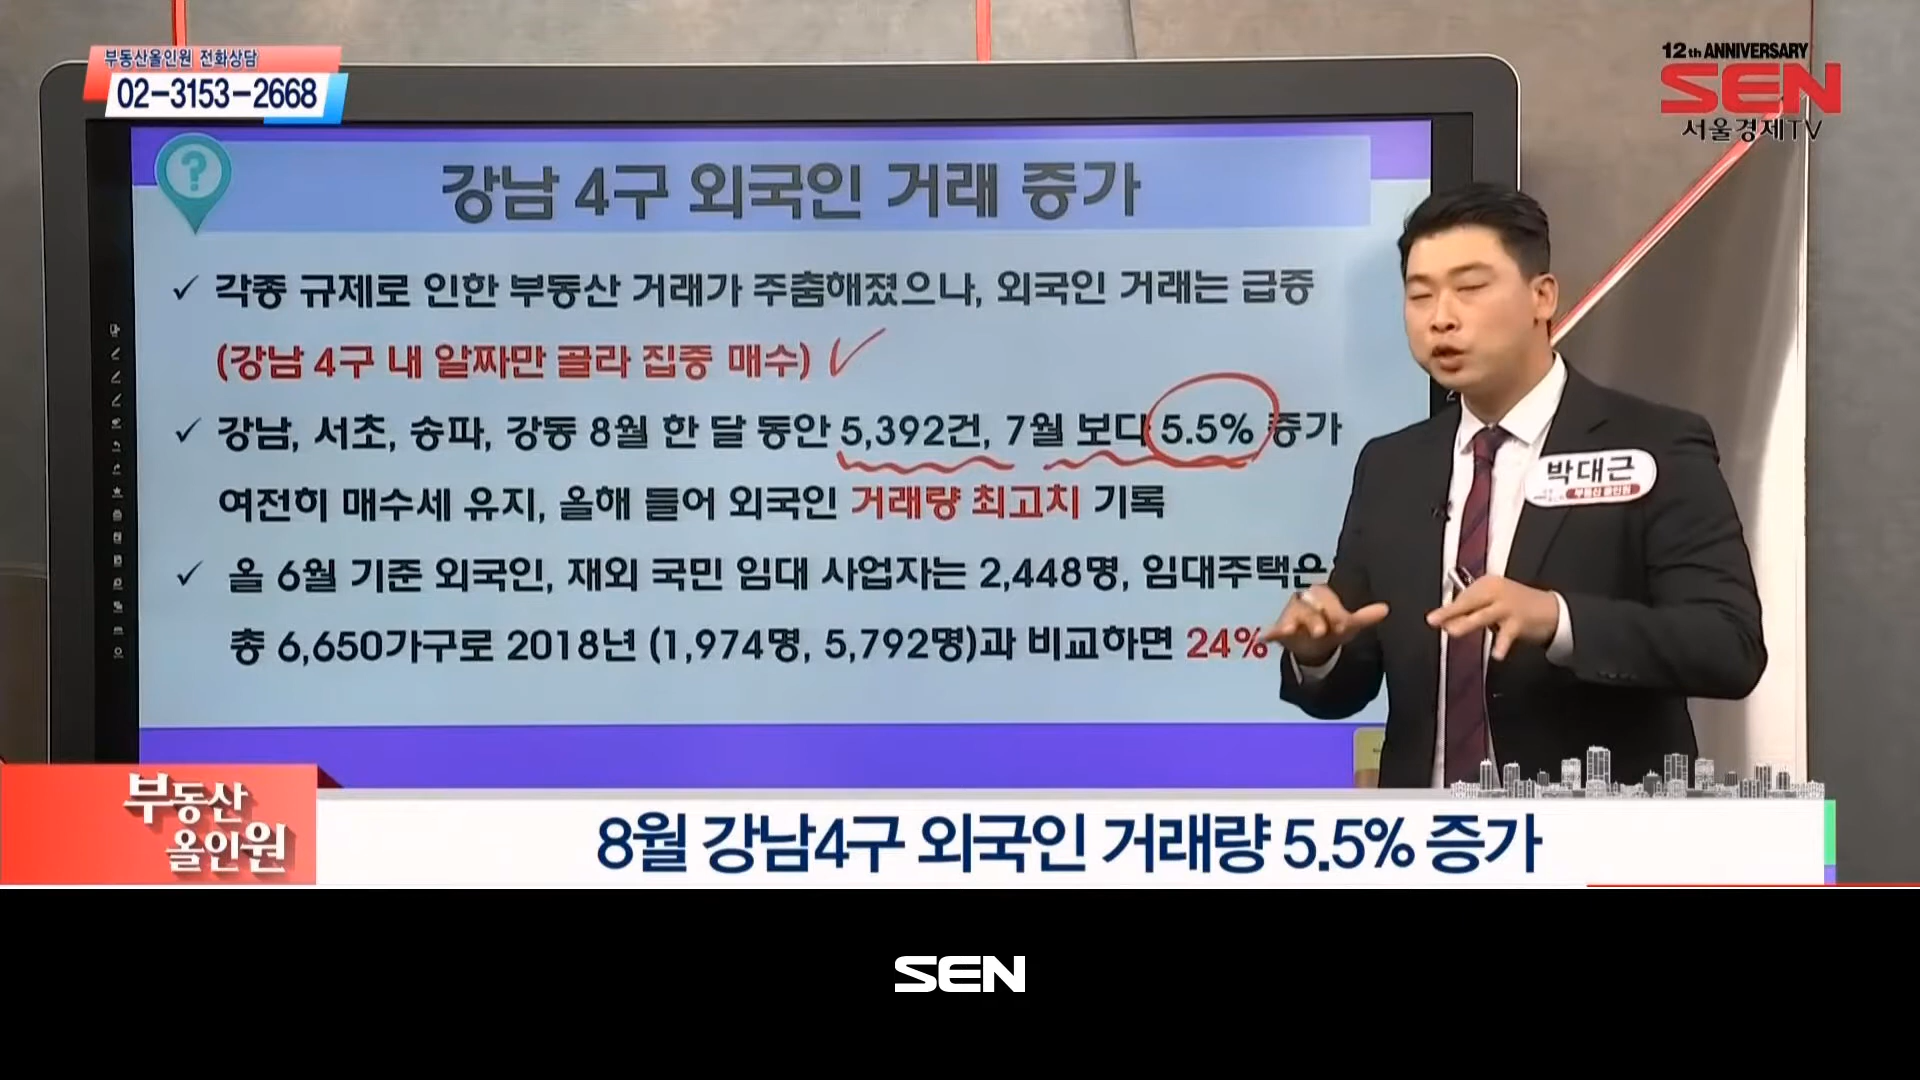 부동산올인원 전화상담
02-3153-2668
12th ANNIVERSARY
SEN
서울경제TV
?
강남 4구 외국인 거래 증가
✓ 각종 규제로 인한 부동산 거래가 주춤해졌으나, 외국인 거래는 급증
(강남 4구 내 알짜만 골라 집중 매수)
✓ 강남, 서초, 송파, 강동 8월 한 달 동안 5,392건, 7월 보다 5.5% 증가
여전히 매수세 유지, 올해 들어 외국인 거래량 최고치 기록
✓ 올 6월 기준 외국인, 재외 국민 임대 사업자는 2,448명, 임대주택은
총 6,650가구로 2018년 (1,974명, 5,792명)과 비교하면 24%
박대근
부동산 올인원
부동산
올인원
8월 강남4구 외국인 거래량 5.5% 증가
SEN